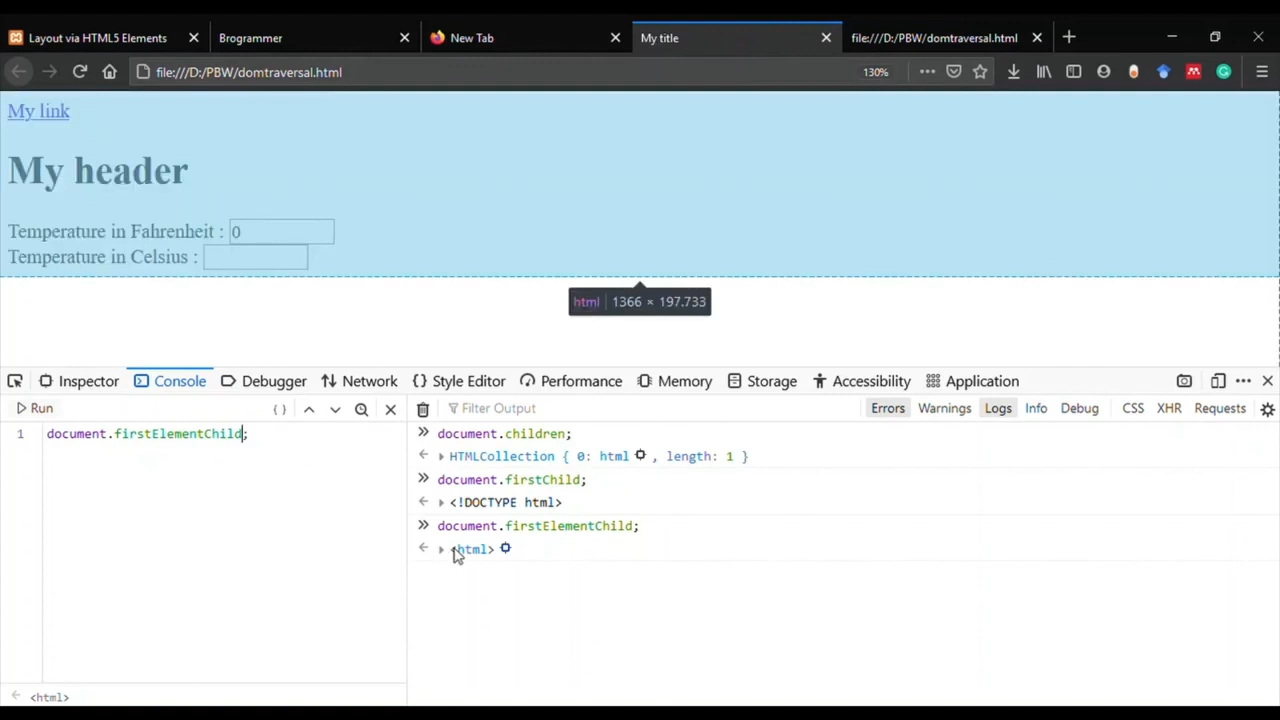 Layout via HTML5 Elements Brogrammer New Tab My title file:///D:/PBW/domtraversal.html
file:///D:/PBW/domtraversal.html 130%
My link
My header
Temperature in Fahrenheit : 0
Temperature in Celsius :
html 1366 × 197.733
Inspector Console Debugger Network {} Style Editor Performance Memory Storage Accessibility Application
Run { } Filter Output Errors Warnings Logs Info Debug CSS XHR Requests
1 document.firstElementChild;
» document.children;
HTMLCollection { 0: html , length: 1 }
» document.firstChild;
<!DOCTYPE html>
» document.firstElementChild;
<html>
<html>